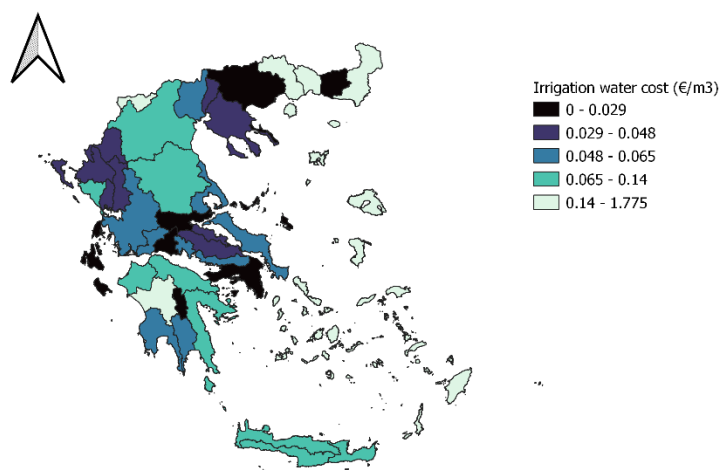 Irrigation water cost (€/m3)
0 - 0.029
0.029 - 0.048
0.048 - 0.065
0.065 - 0.14
0.14 - 1.775